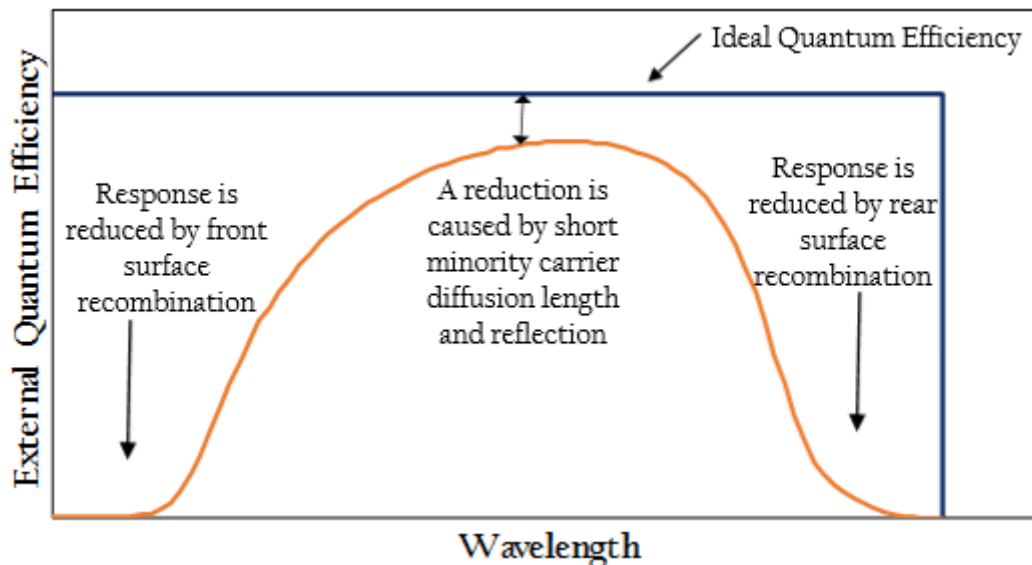 Ideal Quantum Efficiency
External Quantum Efficiency
Response is
reduced by front
surface
recombination
A reduction is
caused by short
minority carrier
diffusion length
and reflection
Response is
reduced by rear
surface
recombination
Wavelength